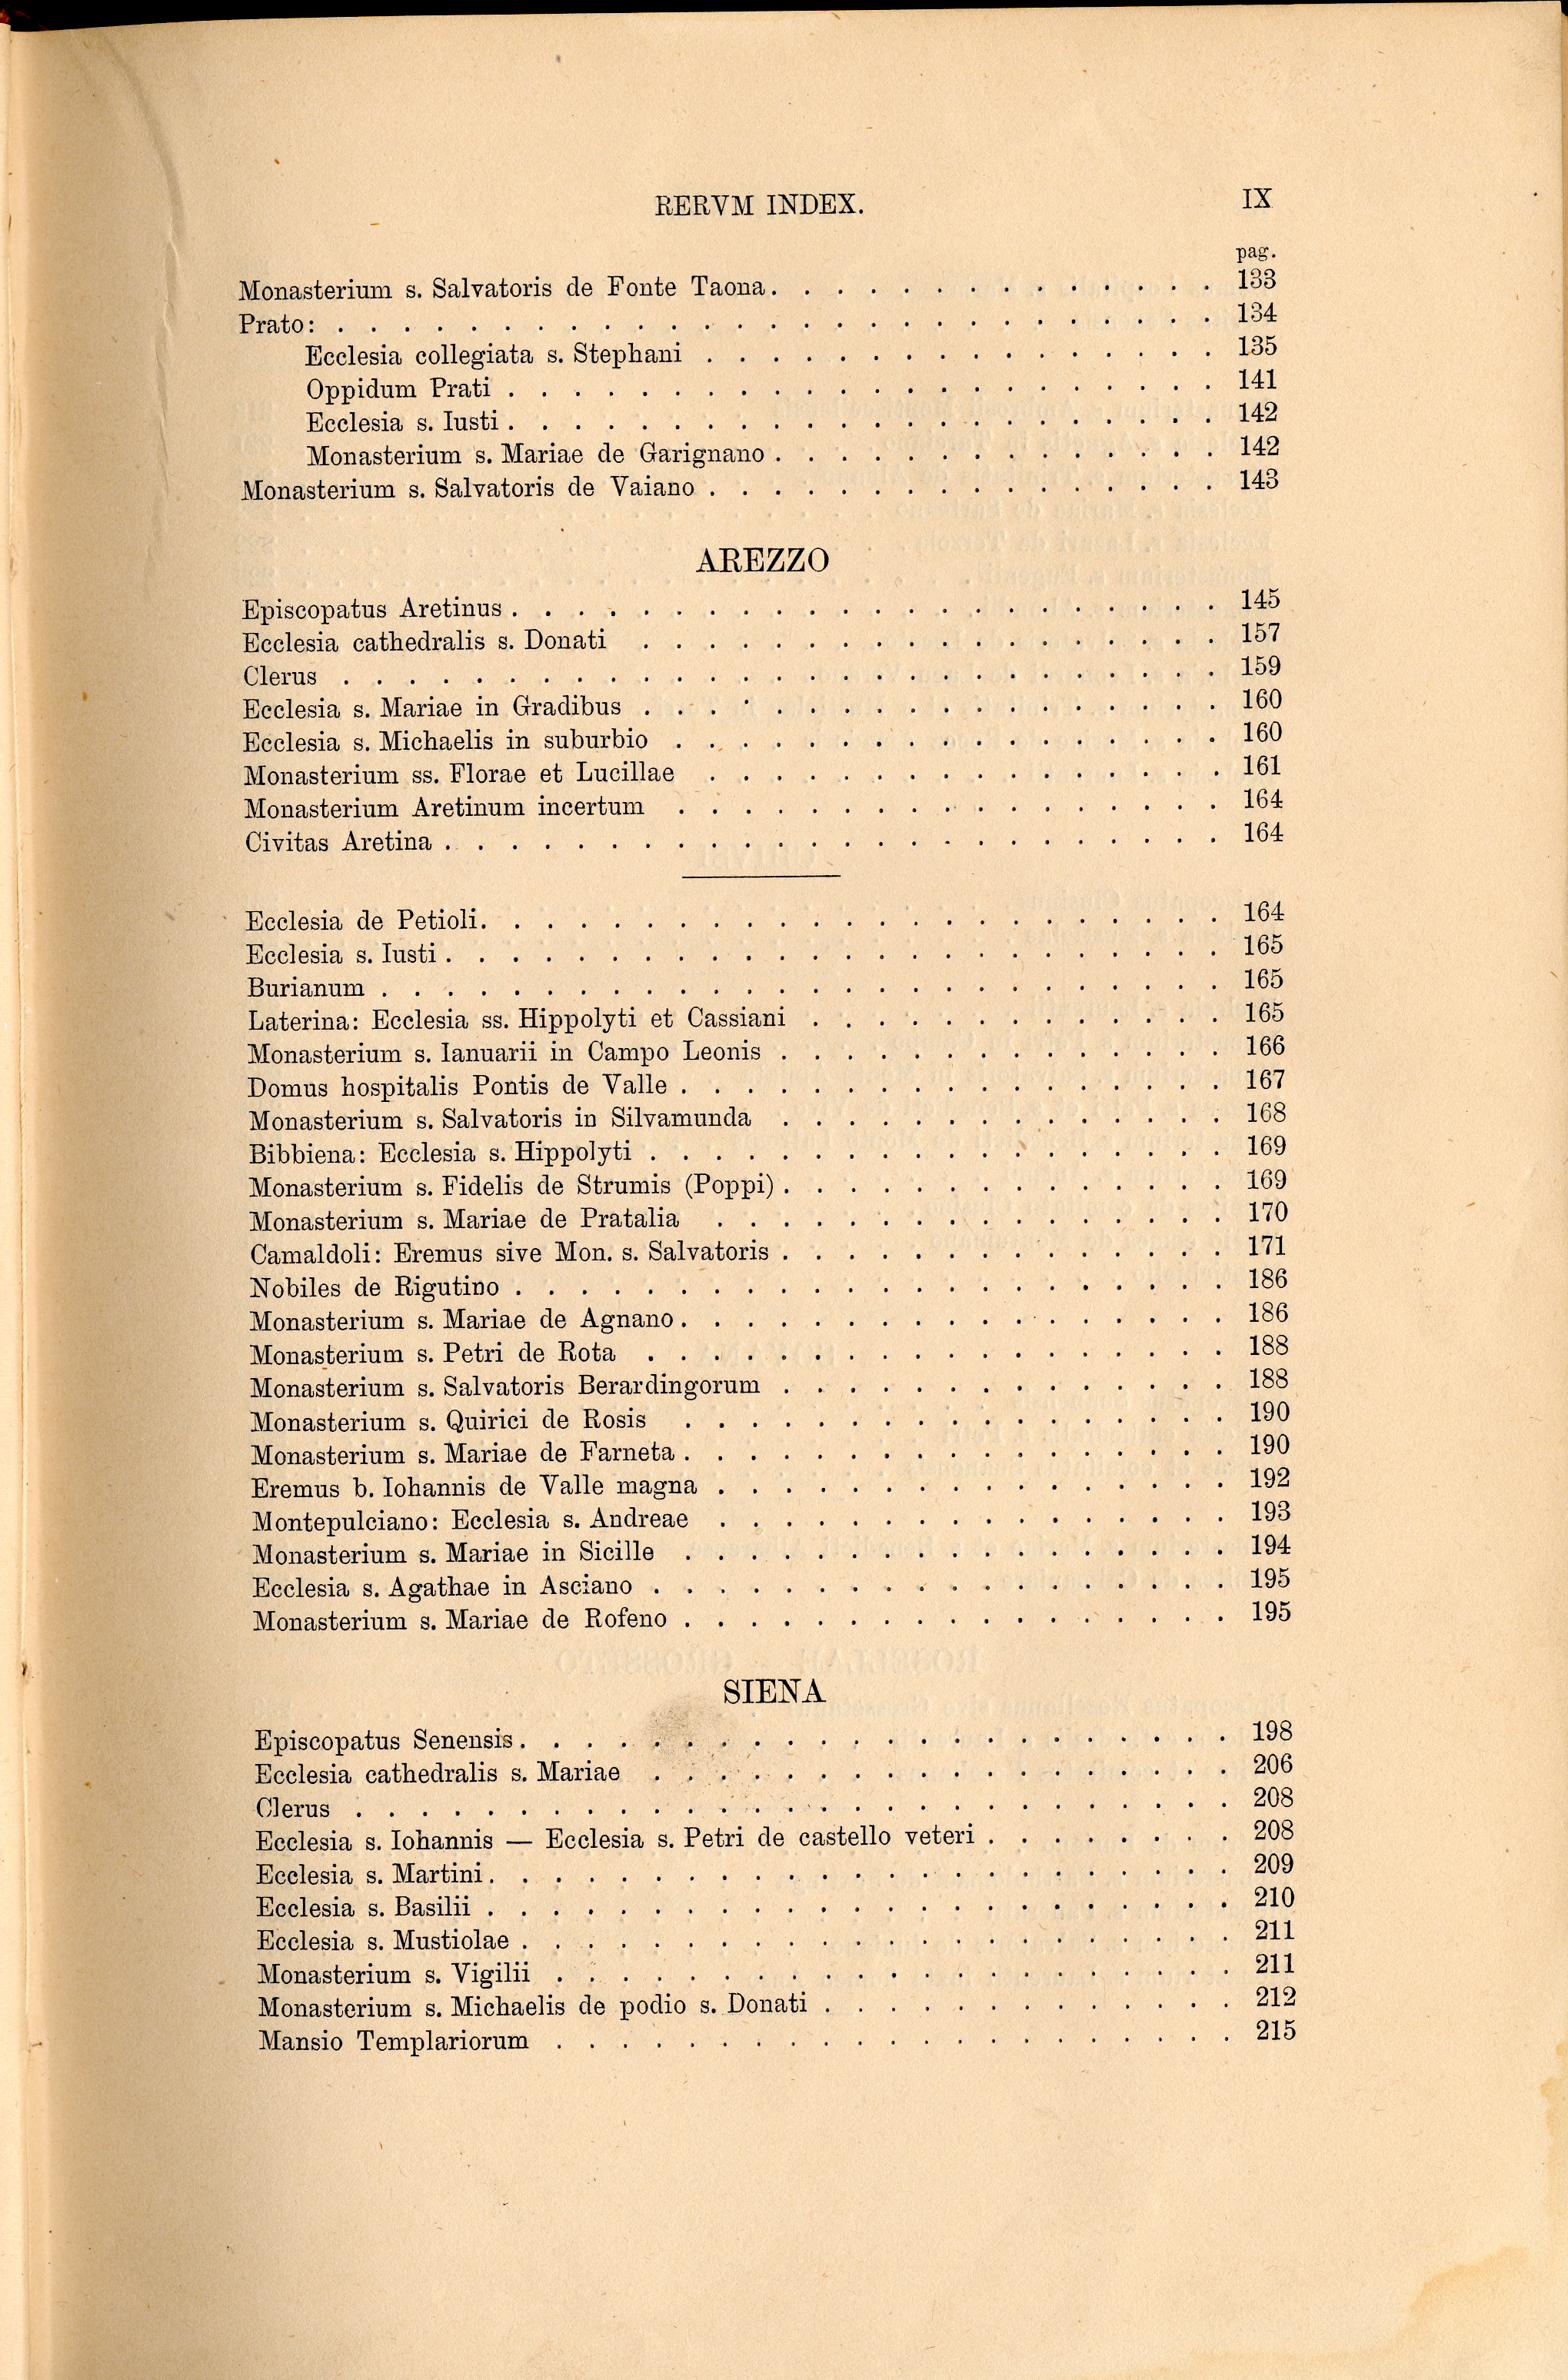 RERVM INDEX. IX
pag.
Monasterium s. Salvatoris de Fonte Taona. . . . . . . . . . . . . . 133
Prato: . . . . . . . . . . . . . . . . . . . . . . . . . . . 134
Ecclesia collegiata s. Stephani . . . . . . . . . . . . . . . . 135
Oppidum Prati . . . . . . . . . . . . . . . . . . . . . . 141
Ecclesia s. Iusti . . . . . . . . . . . . . . . . . . . . . . 142
Monasterium s. Mariae de Garignano . . . . . . . . . . . . . . 142
Monasterium s. Salvatoris de Vaiano . . . . . . . . . . . . . . . . 143
AREZZO
Episcopatus Aretinus . . . . . . . . . . . . . . . . . . . . . . 145
Ecclesia cathedralis s. Donati . . . . . . . . . . . . . . . . . . 157
Clerus . . . . . . . . . . . . . . . . . . . . . . . . . . . 159
Ecclesia s. Mariae in Gradibus . . . . . . . . . . . . . . . . . . 160
Ecclesia s. Michaelis in suburbio . . . . . . . . . . . . . . . . . 160
Monasterium ss. Florae et Lucillae . . . . . . . . . . . . . . . . 161
Monasterium Aretinum incertum . . . . . . . . . . . . . . . . . 164
Civitas Aretina . . . . . . . . . . . . . . . . . . . . . . . . 164
Ecclesia de Petioli. . . . . . . . . . . . . . . . . . . . . . . 164
Ecclesia s. Iusti . . . . . . . . . . . . . . . . . . . . . . . . 165
Burianum . . . . . . . . . . . . . . . . . . . . . . . . . . 165
Laterina: Ecclesia ss. Hippolyti et Cassiani . . . . . . . . . . . . . 165
Monasterium s. Ianuarii in Campo Leonis . . . . . . . . . . . . . . 166
Domus hospitalis Pontis de Valle . . . . . . . . . . . . . . . . . 167
Monasterium s. Salvatoris in Silvamunda . . . . . . . . . . . . . . 168
Bibbiena: Ecclesia s. Hippolyti . . . . . . . . . . . . . . . . . . 169
Monasterium s. Fidelis de Strumis (Poppi) . . . . . . . . . . . . . . 169
Monasterium s. Mariae de Pratalia . . . . . . . . . . . . . . . . 170
Camaldoli: Eremus sive Mon. s. Salvatoris . . . . . . . . . . . . . . 171
Nobiles de Rigutino . . . . . . . . . . . . . . . . . . . . . . 186
Monasterium s. Mariae de Agnano . . . . . . . . . . . . . . . . . 186
Monasterium s. Petri de Rota . . . . . . . . . . . . . . . . . . 188
Monasterium s. Salvatoris Berardingorum . . . . . . . . . . . . . . 188
Monasterium s. Quirici de Rosis . . . . . . . . . . . . . . . . . 190
Monasterium s. Mariae de Farneta . . . . . . . . . . . . . . . . . 190
Eremus b. Iohannis de Valle magna . . . . . . . . . . . . . . . . 192
Montepulciano: Ecclesia s. Andreae . . . . . . . . . . . . . . . . 193
Monasterium s. Mariae in Sicille . . . . . . . . . . . . . . . . . 194
Ecclesia s. Agathae in Asciano . . . . . . . . . . . . . . . . . . 195
Monasterium s. Mariae de Rofeno . . . . . . . . . . . . . . . . . 195
SIENA
Episcopatus Senensis . . . . . . . . . . . . . . . . . . . . . . 198
Ecclesia cathedralis s. Mariae . . . . . . . . . . . . . . . . . . 206
Clerus . . . . . . . . . . . . . . . . . . . . . . . . . . . 208
Ecclesia s. Iohannis — Ecclesia s. Petri de castello veteri . . . . . . . . 208
Ecclesia s. Martini . . . . . . . . . . . . . . . . . . . . . . . 209
Ecclesia s. Basilii . . . . . . . . . . . . . . . . . . . . . . . 210
Ecclesia s. Mustiolae . . . . . . . . . . . . . . . . . . . . . . 211
Monasterium s. Vigilii . . . . . . . . . . . . . . . . . . . . . 211
Monasterium s. Michaelis de podio s. Donati . . . . . . . . . . . . . 212
Mansio Templariorum . . . . . . . . . . . . . . . . . . . . . 215